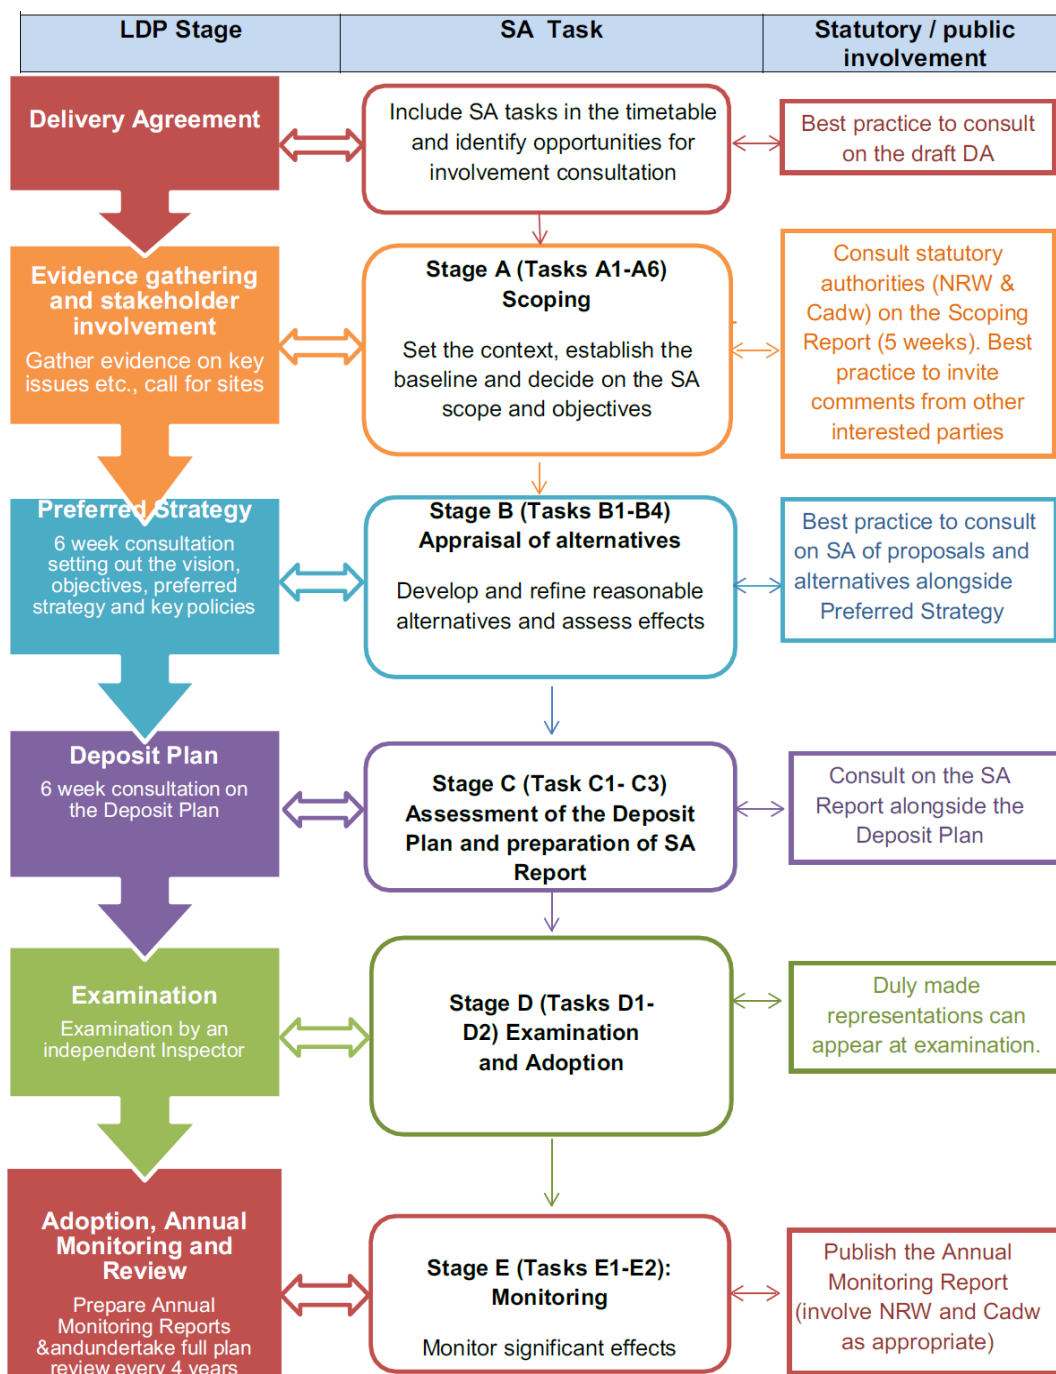 LDP Stage
SA Task
Statutory / public
involvement
Delivery Agreement
Include SA tasks in the timetable
and identify opportunities for
involvement consultation
Best practice to consult
on the draft DA
Evidence gathering
and stakeholder
involvement
Gather evidence on key
issues etc., call for sites
Stage A (Tasks A1-A6)
Scoping
Set the context, establish the
baseline and decide on the SA
scope and objectives
Consult statutory
authorities (NRW &
Cadw) on the Scoping
Report (5 weeks). Best
practice to invite
comments from other
interested parties
Preferred Strategy
6 week consultation
setting out the vision,
objectives, preferred
strategy and key policies
Stage B (Tasks B1-B4)
Appraisal of alternatives
Develop and refine reasonable
alternatives and assess effects
Best practice to consult
on SA of proposals and
alternatives alongside
Preferred Strategy
Deposit Plan
6 week consultation on
the Deposit Plan
Stage C (Task C1- C3)
Assessment of the Deposit
Plan and preparation of SA
Report
Consult on the SA
Report alongside the
Deposit Plan
Examination
Examination by an
independent Inspector
Stage D (Tasks D1-
D2) Examination
and Adoption
Duly made
representations can
appear at examination.
Adoption, Annual
Monitoring and
Review
Prepare Annual
Monitoring Reports
&andundertake full plan
review every 4 years
Stage E (Tasks E1-E2):
Monitoring
Monitor significant effects
Publish the Annual
Monitoring Report
(involve NRW and Cadw
as appropriate)